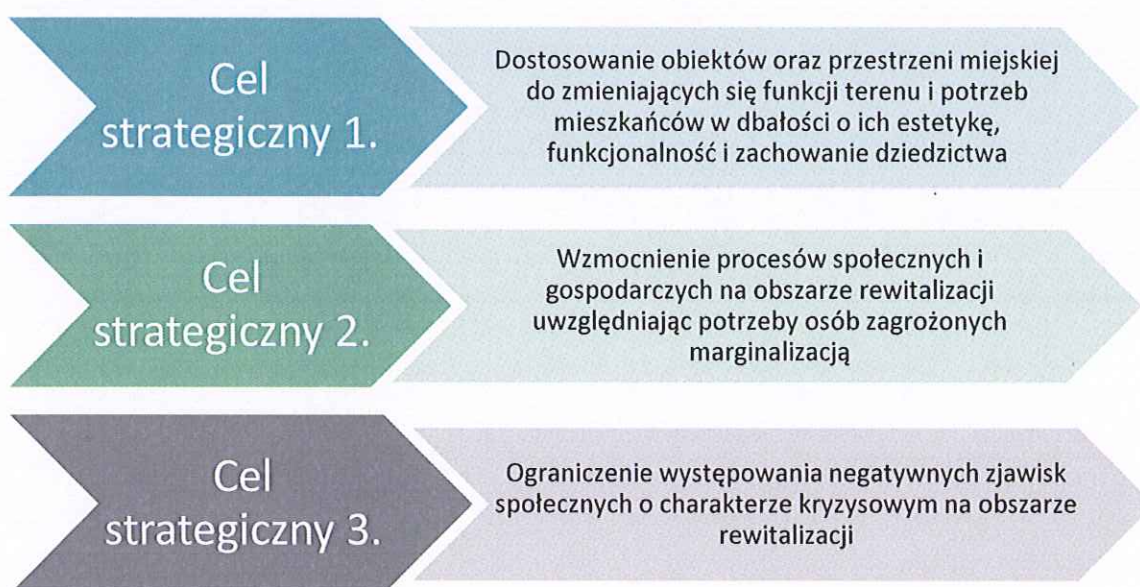 Cel
strategiczny 1.
Dostosowanie obiektów oraz przestrzeni miejskiej
do zmieniających się funkcji terenu i potrzeb
mieszkańców w dbałości o ich estetykę,
funkcjonalność i zachowanie dziedzictwa
Cel
strategiczny 2.
Wzmocnienie procesów społecznych i
gospodarczych na obszarze rewitalizacji
uwzględniając potrzeby osób zagrożonych
marginalizacją
Cel
strategiczny 3.
Ograniczenie występowania negatywnych zjawisk
społecznych o charakterze kryzysowym na obszarze
rewitalizacji